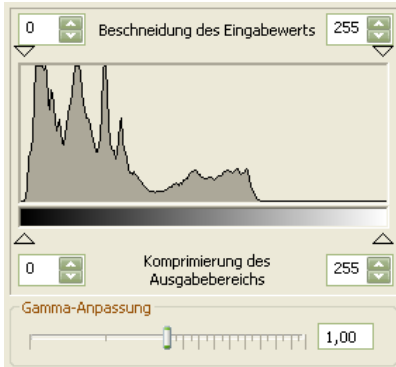 0 Beschneidung des Eingabewerts 255
0 Komprimierung des 255
Ausgabebereichs
Gamma-Anpassung
1,00